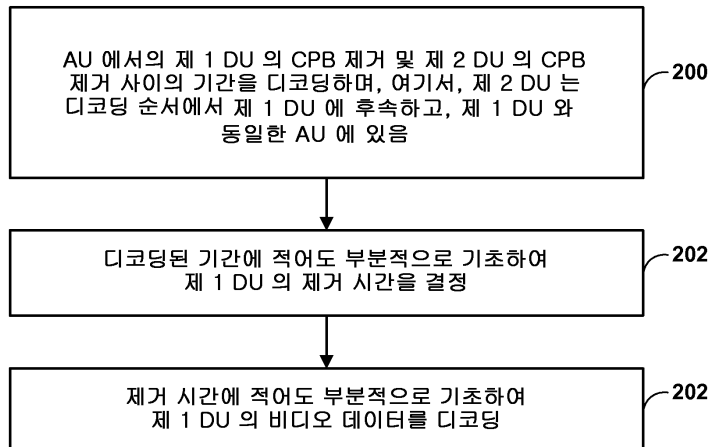 AU 에서의 제 1 DU 의 CPB 제거 및 제 2 DU 의 CPB
제거 사이의 기간을 디코딩하며, 여기서, 제 2 DU 는
디코딩 순서에서 제 1 DU 에 후속하고, 제 1 DU 와
동일한 AU 에 있음
200
디코딩된 기간에 적어도 부분적으로 기초하여
제 1 DU 의 제거 시간을 결정
202
제거 시간에 적어도 부분적으로 기초하여
제 1 DU 의 비디오 데이터를 디코딩
202